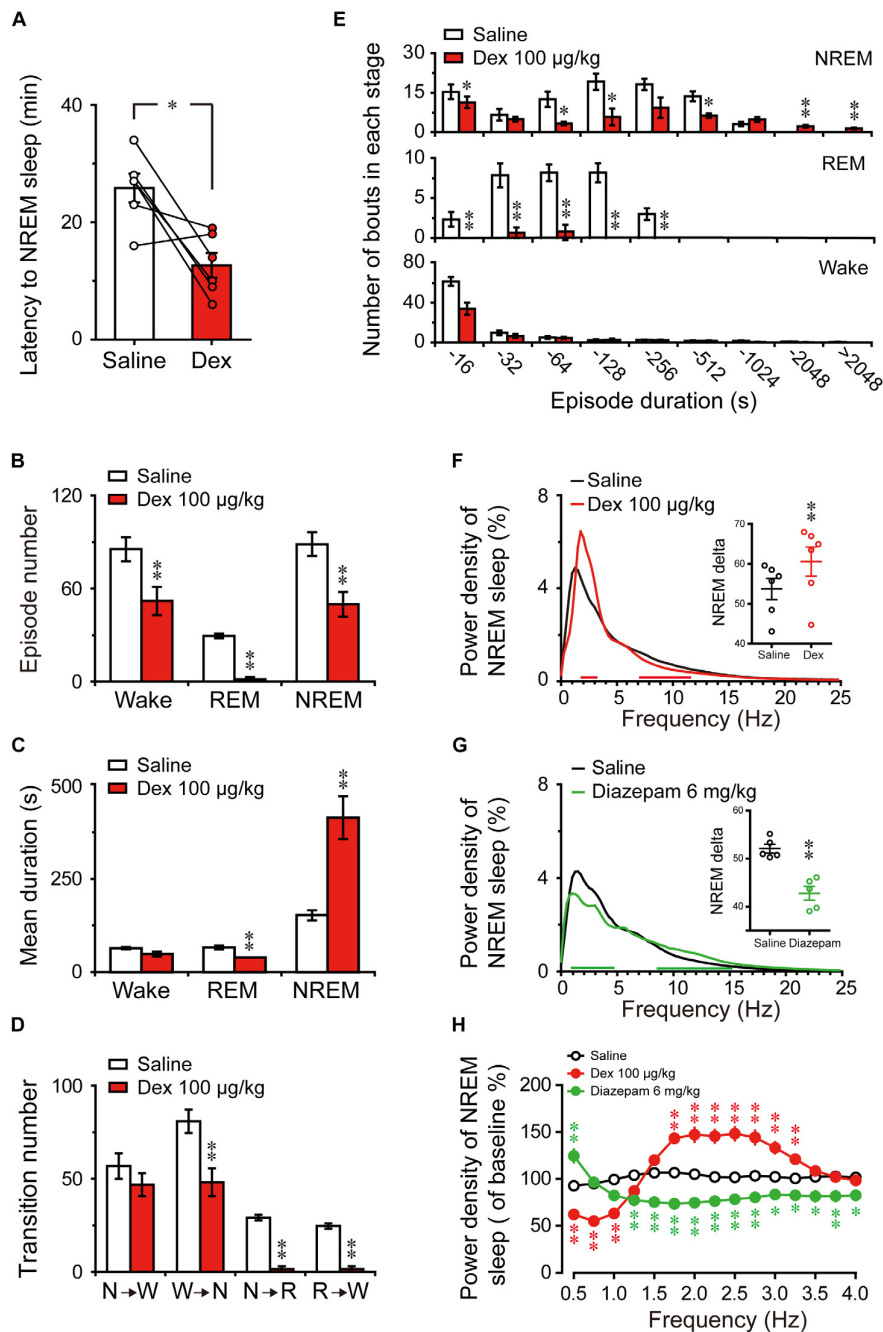 A
Latency to NREM sleep (min)
40
20
0
*
Saline
Dex
E
Saline
Dex 100 µg/kg
Number of bouts in each stage
NREM
30
15
0
* * * * ** **
REM
10
5
0
** ** ** ** **
Wake
80
40
0
-16 -32 -64 -128 -256 -512 -1024 -2048 >2048
Episode duration (s)
B
Saline
Dex 100 µg/kg
Episode number
120
60
0
** ** **
Wake REM NREM
C
Saline
Dex 100 µg/kg
Mean duration (s)
500
250
0
** **
Wake REM NREM
D
Saline
Dex 100 µg/kg
Transition number
100
50
0
** ** **
N→W W→N N→R R→W
F
Saline
Dex 100 µg/kg
Power density of
NREM sleep (%)
8
4
0
0 5 10 15 20 25
Frequency (Hz)
NREM delta
70
60
50
40
**
Saline Dex
G
Saline
Diazepam 6 mg/kg
Power density of
NREM sleep (%)
8
4
0
0 5 10 15 20 25
Frequency (Hz)
NREM delta
60
50
40
**
Saline Diazepam
H
Saline
Dex 100 µg/kg
Diazepam 6 mg/kg
Power density of NREM
sleep ( of baseline %)
200
150
100
50
0
** ** ** ** ** ** ** **
** ** **
** ** ** ** ** ** ** * * ** *
0.5 1.0 1.5 2.0 2.5 3.0 3.5 4.0
Frequency (Hz)